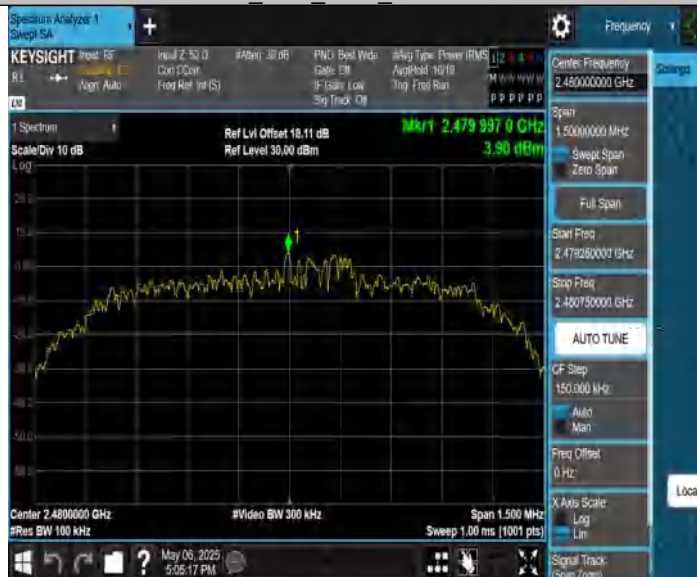 Spectrum Analyzer 1
Swept SA
+
Frequency
KEYSIGHT
Input: RF
Input Z: 50 Ω
#Atten: 30 dB
PNO: Best Wide
#Avg Type: Power (RMS)
Corr CCorr
Gate: Off
Avg|Hold: 10/10
Align: Auto
Freq Ref: Int (S)
IF Gain: Low
Trig: Free Run
Sig Track: Off
P P P P P
Center Frequency
2.480000000 GHz
Settings
Span
1.50000000 MHz
Swept Span
Zero Span
Full Span
Start Freq
2.479250000 GHz
Stop Freq
2.480750000 GHz
AUTO TUNE
CF Step
150.000 kHz
Auto
Man
Freq Offset
0 Hz
X Axis Scale
Log
Lin
Signal Track
(Span Zoom)
Loca
1 Spectrum
Scale/Div 10 dB
Ref Lvl Offset 18.11 dB
Ref Level 30.00 dBm
Mkr1 2.479 997 0 GHz
3.90 dBm
Log
1
Center 2.4800000 GHz
#Video BW 300 kHz
Span 1.500 MHz
#Res BW 100 kHz
Sweep 1.00 ms (1001 pts)
?
May 06, 2025
5:05:17 PM